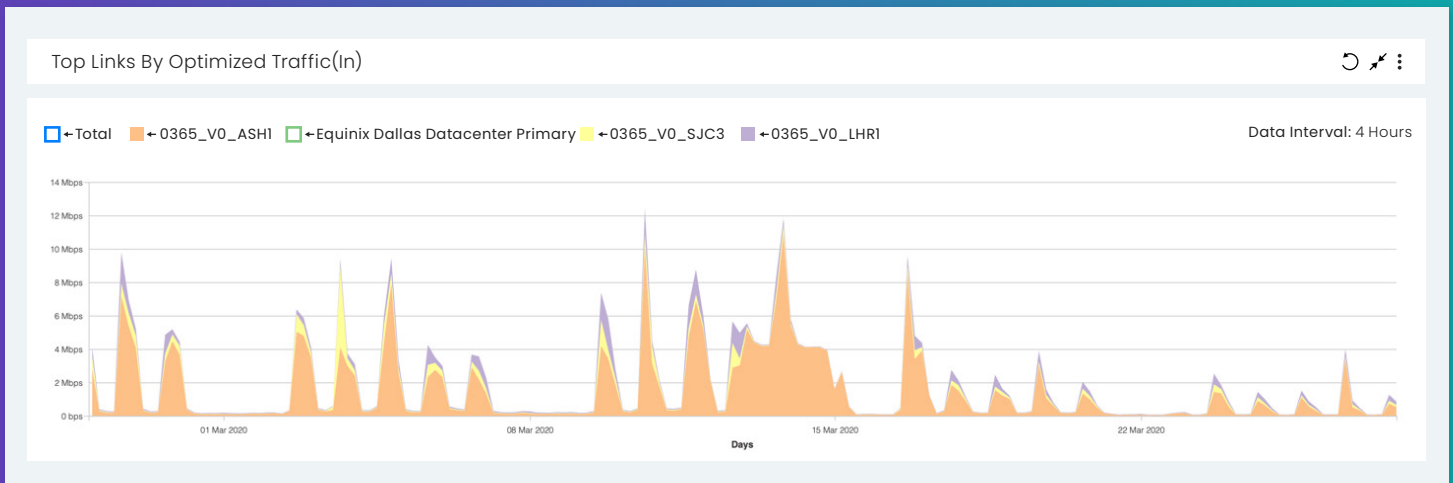 Top Links By Optimized Traffic(In)
←Total ←0365_V0_ASH1 ←Equinix Dallas Datacenter Primary ←0365_V0_SJC3 ←0365_V0_LHR1 Data Interval: 4 Hours
14 Mbps
12 Mbps
10 Mbps
8 Mbps
6 Mbps
4 Mbps
2 Mbps
0 bps
01 Mar 2020 08 Mar 2020 15 Mar 2020 22 Mar 2020
Days